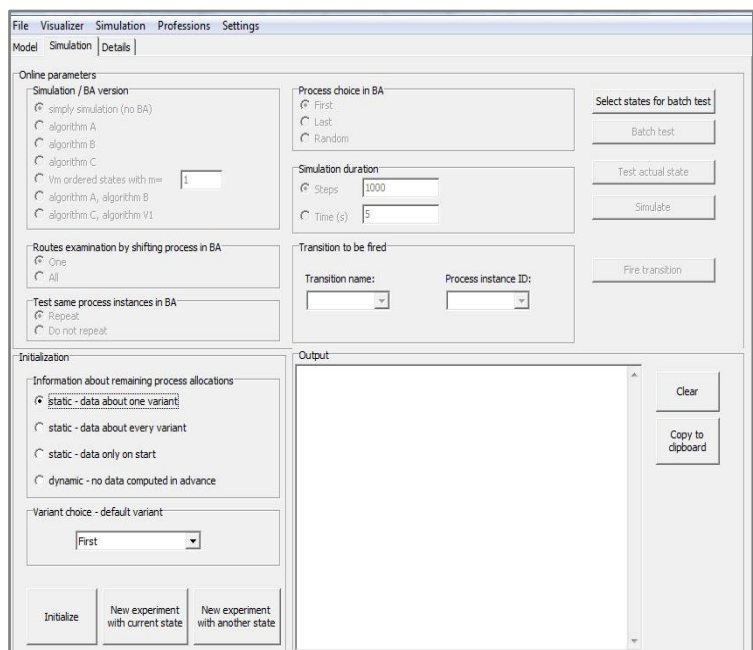 File Visualizer Simulation Professions Settings
Model Simulation Details
Online parameters
Simulation / BA version
simply simulation (no BA)
algorithm A
algorithm B
algorithm C
Vm ordered states with m= 1
algorithm A, algorithm B
algorithm C, algorithm V1
Routes examination by shifting process in BA
One
All
Test same process instances in BA
Repeat
Do not repeat
Process choice in BA
First
Last
Random
Simulation duration
Steps 1000
Time (s) 5
Transition to be fired
Transition name: Process instance ID:
Select states for batch test
Batch test
Test actual state
Simulate
Fire transition
Initialization
Information about remaining process allocations
static - data about one variant
static - data about every variant
static - data only on start
dynamic - no data computed in advance
Variant choice - default variant
First
Initialize
New experiment
with current state
New experiment
with another state
Output
Clear
Copy to
clipboard